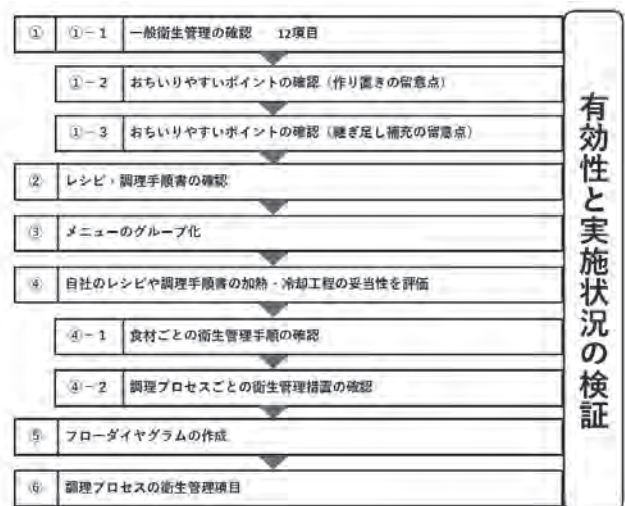 ① ①-1 一般衛生管理の確認 12項目
①-2 おちいりやすいポイントの確認(作り置きの留意点)
①-3 おちいりやすいポイントの確認(継ぎ足し補充の留意点)
② レシピ・調理手順書の確認
③ メニューのグループ化
④ 自社のレシピや調理手順書の加熱・冷却工程の妥当性を評価
④-1 食材ごとの衛生管理手順の確認
④-2 調理プロセスごとの衛生管理措置の確認
⑤ フローダイヤグラムの作成
⑥ 調理プロセスの衛生管理項目
有効性と実施状況の検証